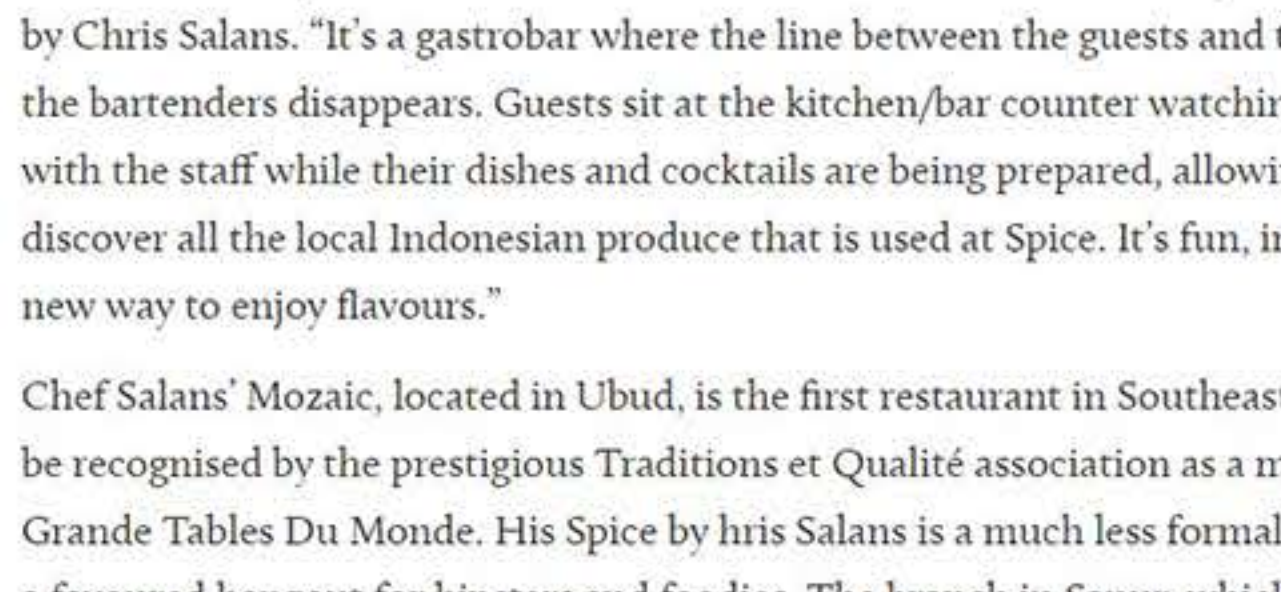 by Chris Salans. “It’s a gastrobar where the line between the guests and
the bartenders disappears. Guests sit at the kitchen/bar counter
with the staff while their dishes and cocktails are being prepared,
discover all the local Indonesian produce that is used at Spice. It’s fun,
new way to enjoy flavours.”
Chef Salans’ Mozaic, located in Ubud, is the first restaurant in
be recognised by the prestigious Traditions et Qualité association as a
Grande Tables Du Monde. His Spice by hris Salans is a much less formal